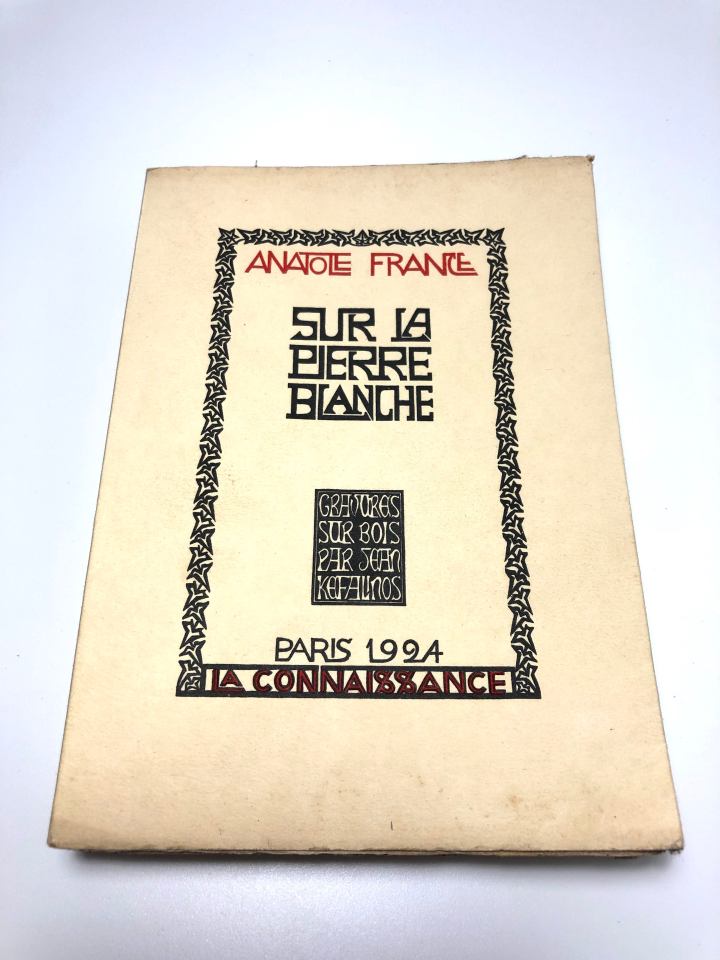 ANATOLE FRANCE
SUR LA
PIERRE
BLANCHE
GRAVURES
SUR BOIS
PAR JEAN
KEFALINOS
PARIS 1924
LA CONNAISSANCE